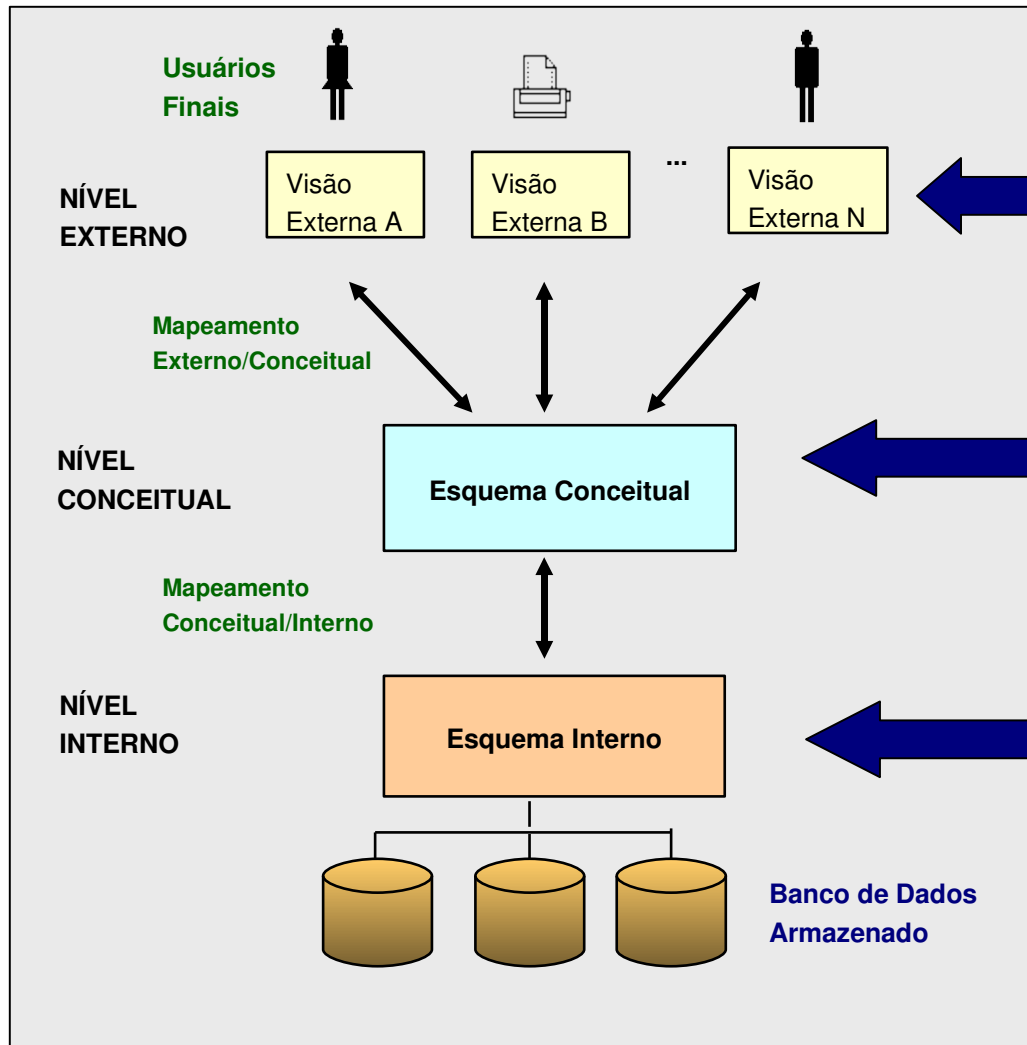 Usuários
Finais
...
Visão
Externa A
Visão
Externa B
Visão
Externa N
NÍVEL
EXTERNO
Mapeamento
Externo/Conceitual
NÍVEL
CONCEITUAL
Esquema Conceitual
Mapeamento
Conceitual/Interno
NÍVEL
INTERNO
Esquema Interno
Banco de Dados
Armazenado